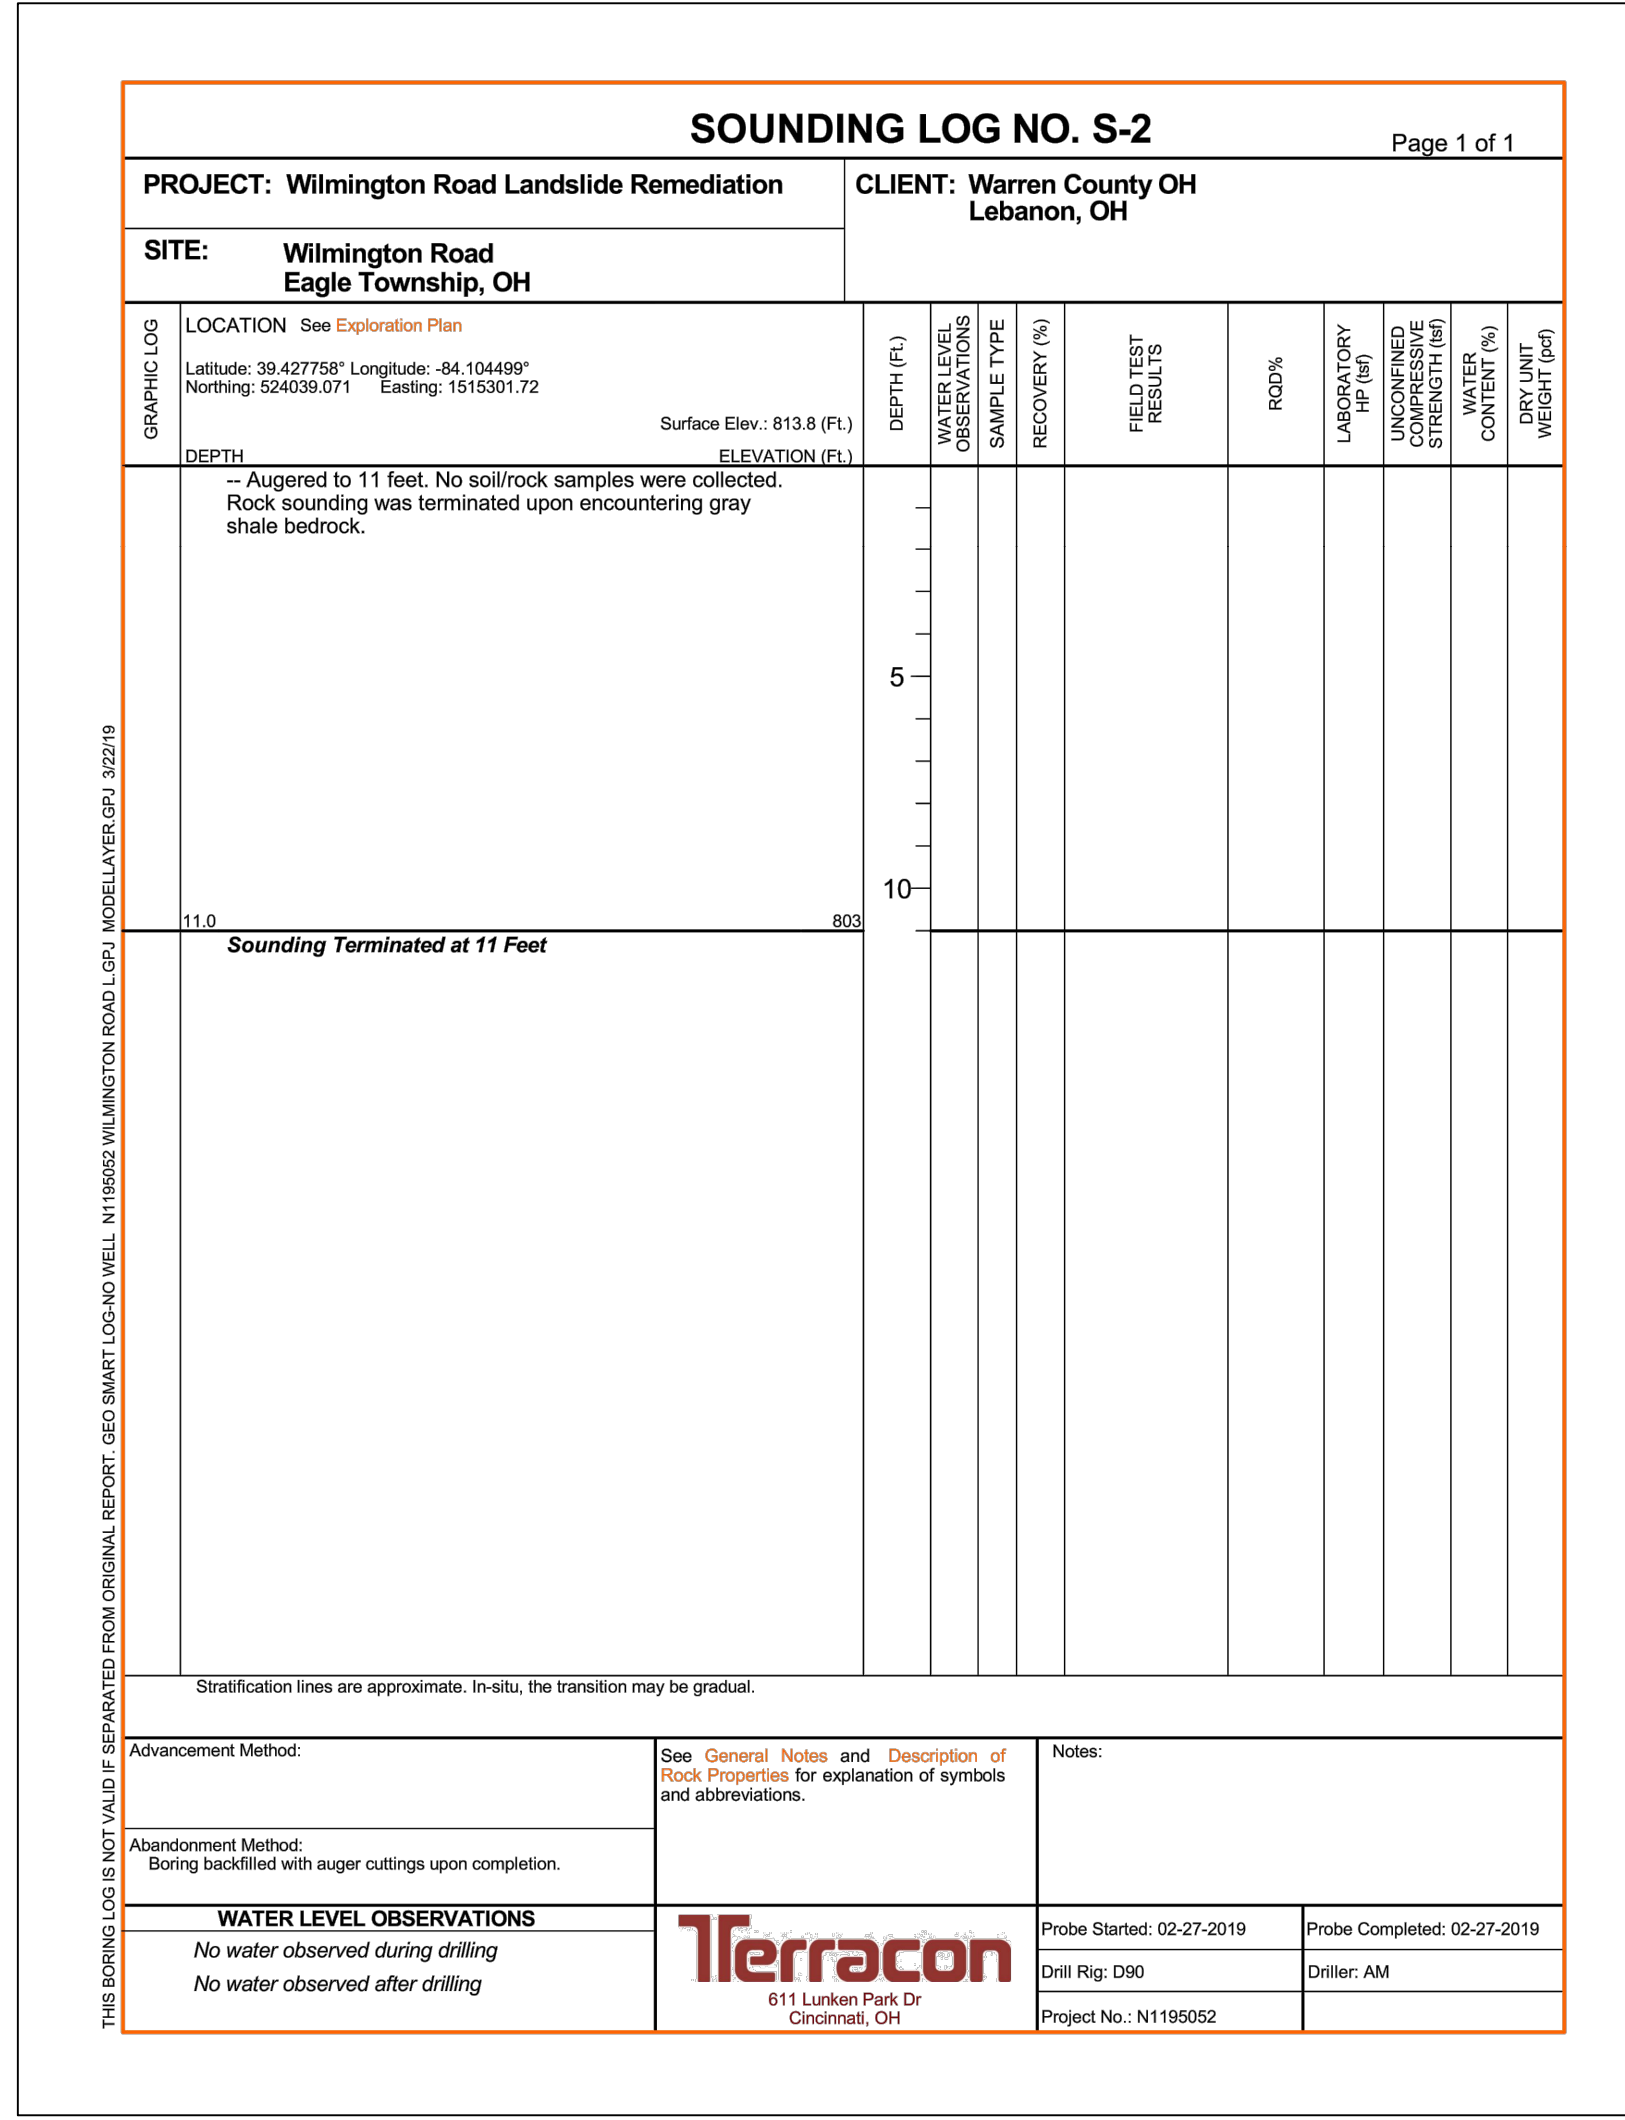 SOUNDING LOG NO. S-2
Page 1 of 1
PROJECT: Wilmington Road Landslide Remediation
CLIENT: Warren County OH
Lebanon, OH
SITE: Wilmington Road
Eagle Township, OH
GRAPHIC LOG
LOCATION See Exploration Plan
Latitude: 39.427758° Longitude: -84.104499°
Northing: 524039.071 Easting: 1515301.72
Surface Elev.: 813.8 (Ft.)
DEPTH ELEVATION (Ft.)
DEPTH (Ft.)
WATER LEVEL
OBSERVATIONS
SAMPLE TYPE
RECOVERY (%)
FIELD TEST
RESULTS
RQD%
LABORATORY
HP (tsf)
UNCONFINED
COMPRESSIVE
STRENGTH (tsf)
WATER
CONTENT (%)
DRY UNIT
WEIGHT (pcf)
-- Augered to 11 feet. No soil/rock samples were collected.
Rock sounding was terminated upon encountering gray
shale bedrock.
5
10
11.0 803
Sounding Terminated at 11 Feet
Stratification lines are approximate. In-situ, the transition may be gradual.
Advancement Method:
Abandonment Method:
Boring backfilled with auger cuttings upon completion.
See General Notes and Description of
Rock Properties for explanation of symbols
and abbreviations.
Notes:
WATER LEVEL OBSERVATIONS
No water observed during drilling
No water observed after drilling
Terracon
611 Lunken Park Dr
Cincinnati, OH
Probe Started: 02-27-2019
Probe Completed: 02-27-2019
Drill Rig: D90
Driller: AM
Project No.: N1195052
THIS BORING LOG IS NOT VALID IF SEPARATED FROM ORIGINAL REPORT. GEO SMART LOG-NO WELL N1195052 WILMINGTON ROAD L.GPJ MODELLAYER.GPJ 3/22/19